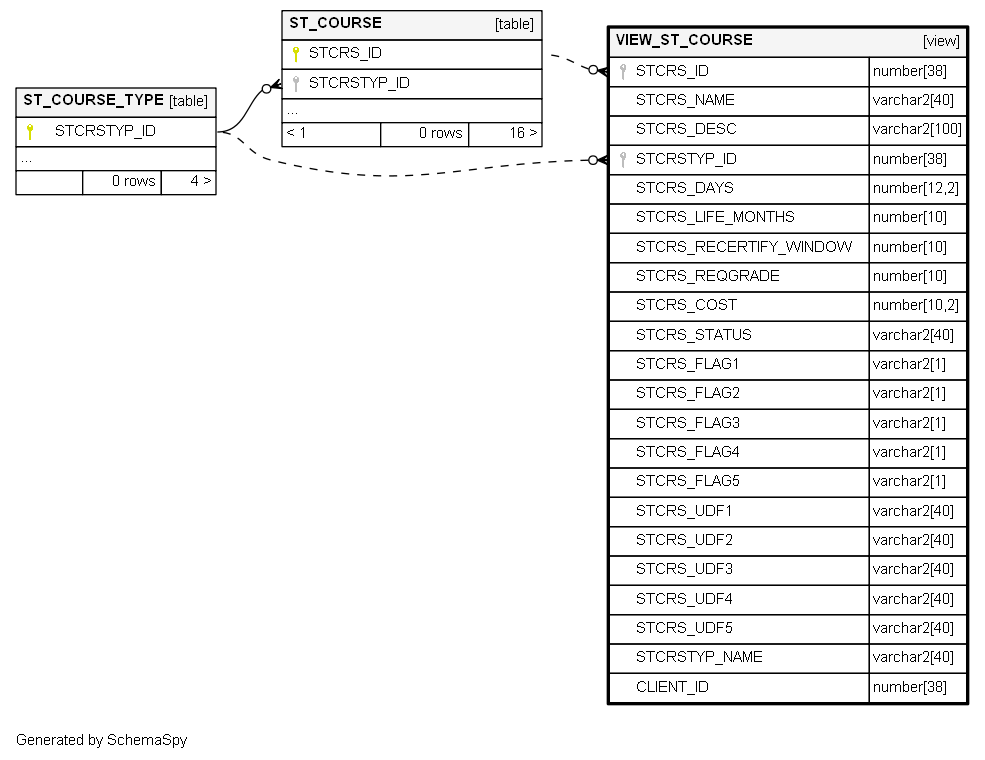 ST_COURSE_TYPE [table]
STCRSTYP_ID
...
0 rows 4 >
ST_COURSE [table]
STCRS_ID
STCRSTYP_ID
...
< 1 0 rows 16 >
VIEW_ST_COURSE [view]
STCRS_ID number[38]
STCRS_NAME varchar2[40]
STCRS_DESC varchar2[100]
STCRSTYP_ID number[38]
STCRS_DAYS number[12,2]
STCRS_LIFE_MONTHS number[10]
STCRS_RECERTIFY_WINDOW number[10]
STCRS_REQGRADE number[10]
STCRS_COST number[10,2]
STCRS_STATUS varchar2[40]
STCRS_FLAG1 varchar2[1]
STCRS_FLAG2 varchar2[1]
STCRS_FLAG3 varchar2[1]
STCRS_FLAG4 varchar2[1]
STCRS_FLAG5 varchar2[1]
STCRS_UDF1 varchar2[40]
STCRS_UDF2 varchar2[40]
STCRS_UDF3 varchar2[40]
STCRS_UDF4 varchar2[40]
STCRS_UDF5 varchar2[40]
STCRSTYP_NAME varchar2[40]
CLIENT_ID number[38]
Generated by SchemaSpy